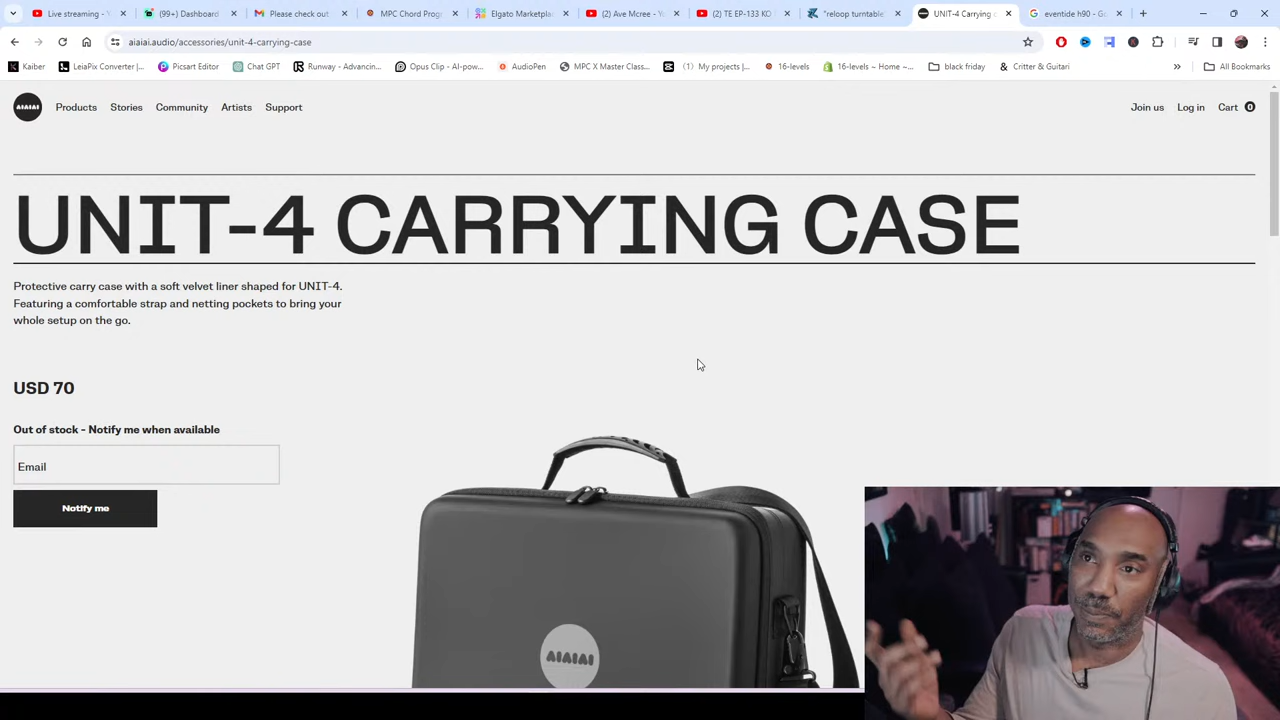 Live streaming - Y
(99+) Dashboard
Please check out
MPC Chord Prog
Elgato Marketpla
(2) Ave Mcree - Yo
(2) TE EP-133 KO
"reloop turntable
UNIT-4 Carrying c
eventide h90 - Go
aiaiai.audio/accessories/unit-4-carrying-case
Kaiber
LeiaPix Converter |...
Picsart Editor
Chat GPT
Runway - Advancin...
Opus Clip - AI-pow...
AudioPen
MPC X Master Class...
(1) My projects |...
16-levels
16-levels ~ Home ~...
black friday
Critter & Guitari
All Bookmarks
AIAIAI
Products
Stories
Community
Artists
Support
Join us
Log in
Cart 0
UNIT-4 CARRYING CASE
Protective carry case with a soft velvet liner shaped for UNIT-4.
Featuring a comfortable strap and netting pockets to bring your
whole setup on the go.
USD 70
Out of stock - Notify me when available
Email
Notify me
AIAIAI